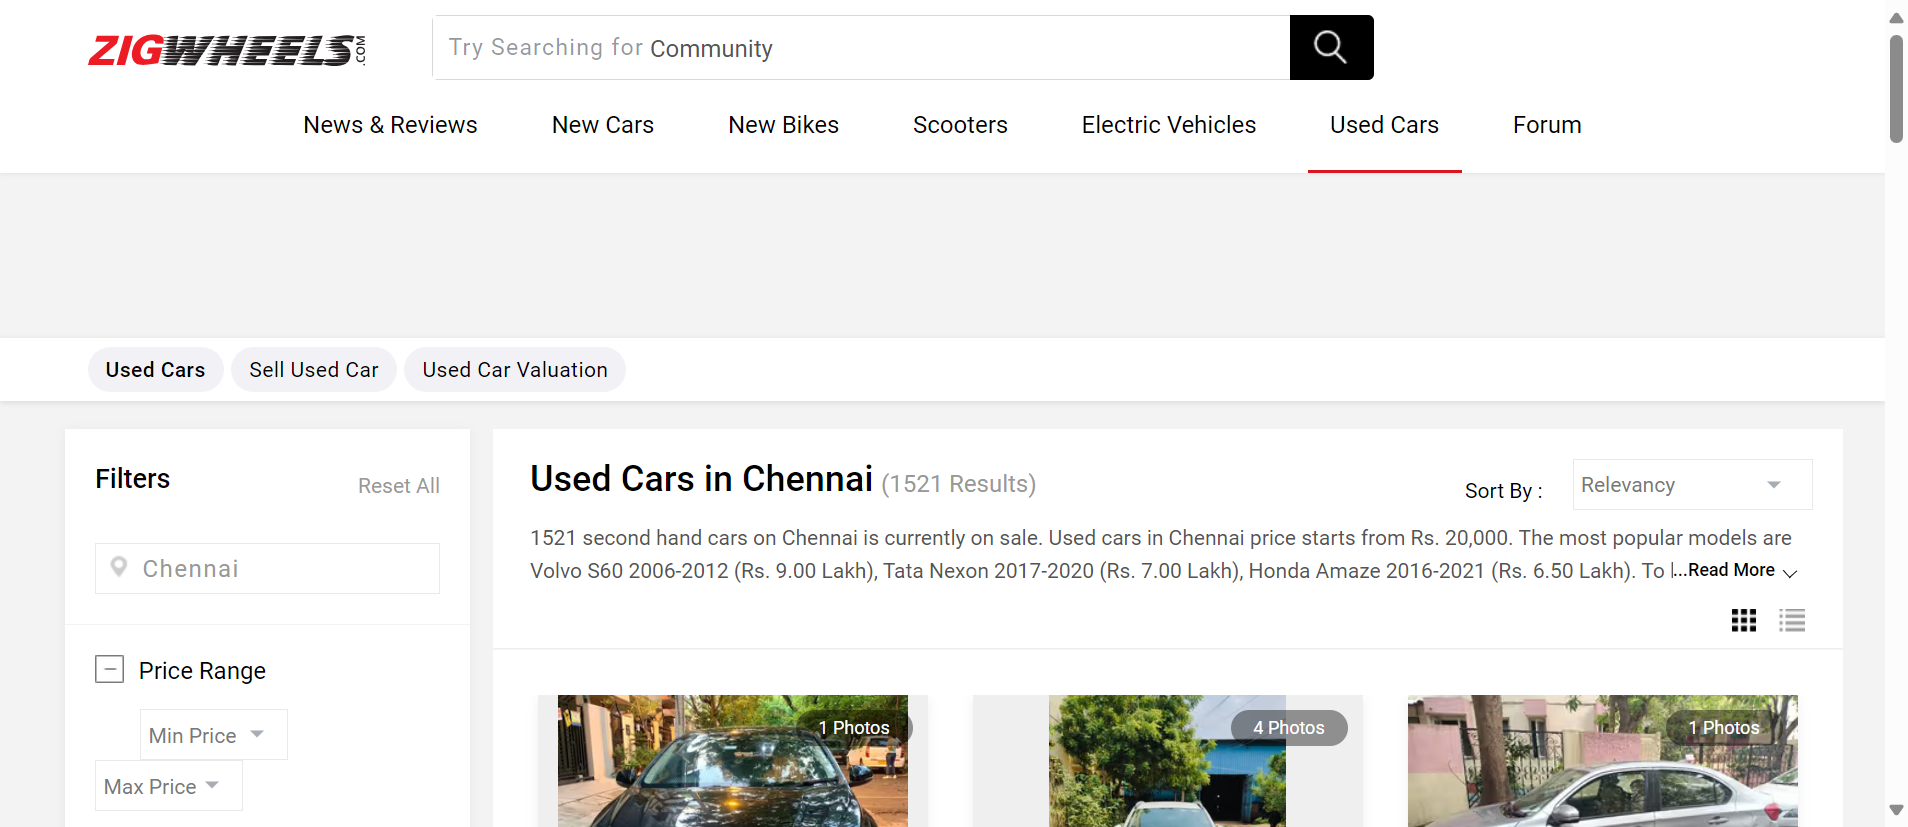 ZIGWHEELS.COM
Try Searching for Community
News & Reviews
New Cars
New Bikes
Scooters
Electric Vehicles
Used Cars
Forum
Used Cars
Sell Used Car
Used Car Valuation
Filters
Reset All
Chennai
Price Range
Min Price
Max Price
Used Cars in Chennai (1521 Results)
Sort By :
Relevancy
1521 second hand cars on Chennai is currently on sale. Used cars in Chennai price starts from Rs. 20,000. The most popular models are
Volvo S60 2006-2012 (Rs. 9.00 Lakh), Tata Nexon 2017-2020 (Rs. 7.00 Lakh), Honda Amaze 2016-2021 (Rs. 6.50 Lakh). To ...Read More
1 Photos
4 Photos
1 Photos